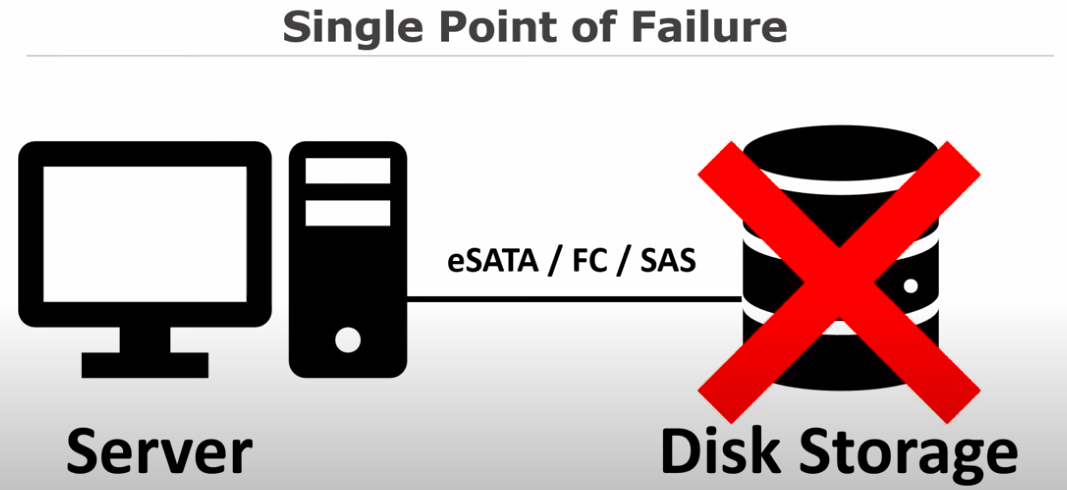 Single Point of Failure
eSATA / FC / SAS
Server
Disk Storage